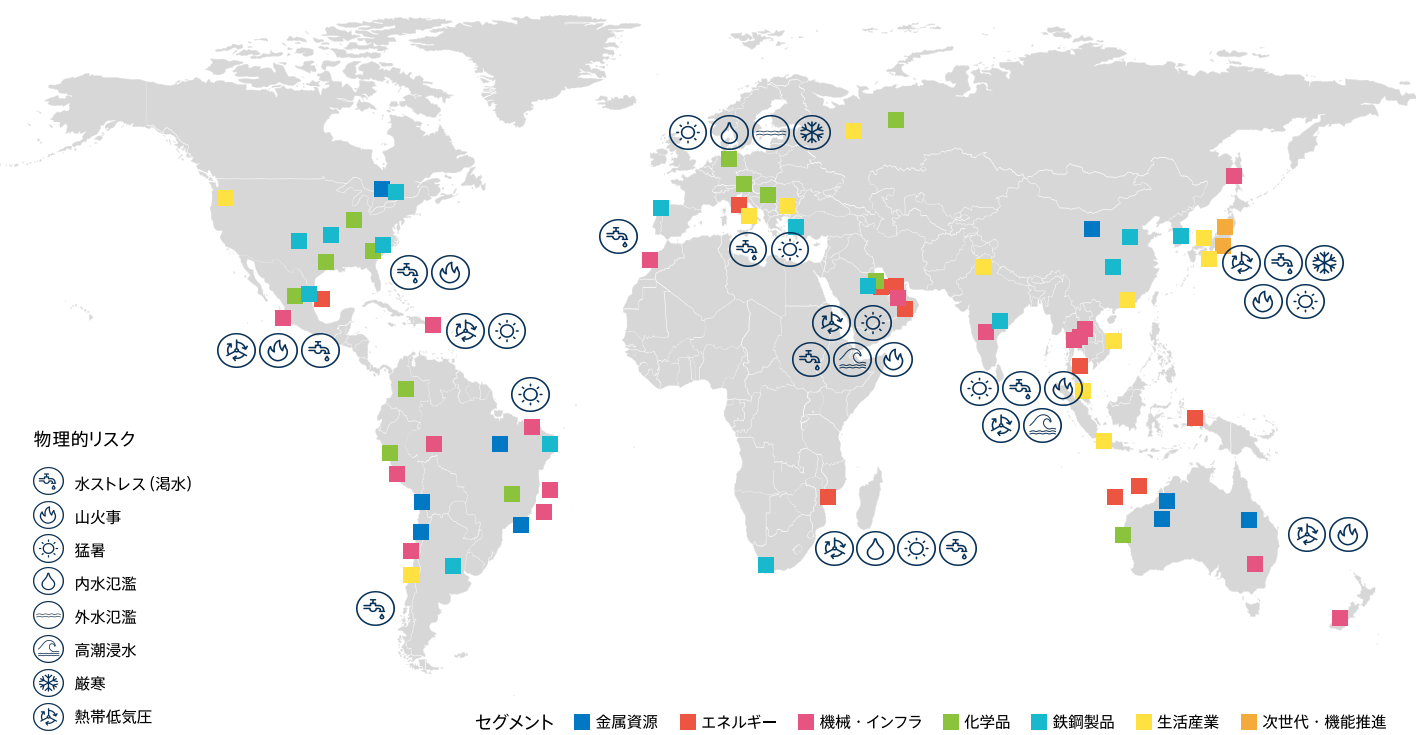 物理的リスク
水ストレス（渇水）
山火事
猛暑
内水氾濫
外水氾濫
高潮浸水
厳寒
熱帯低気圧
セグメント 金属資源 エネルギー 機械・インフラ 化学品 鉄鋼製品 生活産業 次世代・機能推進